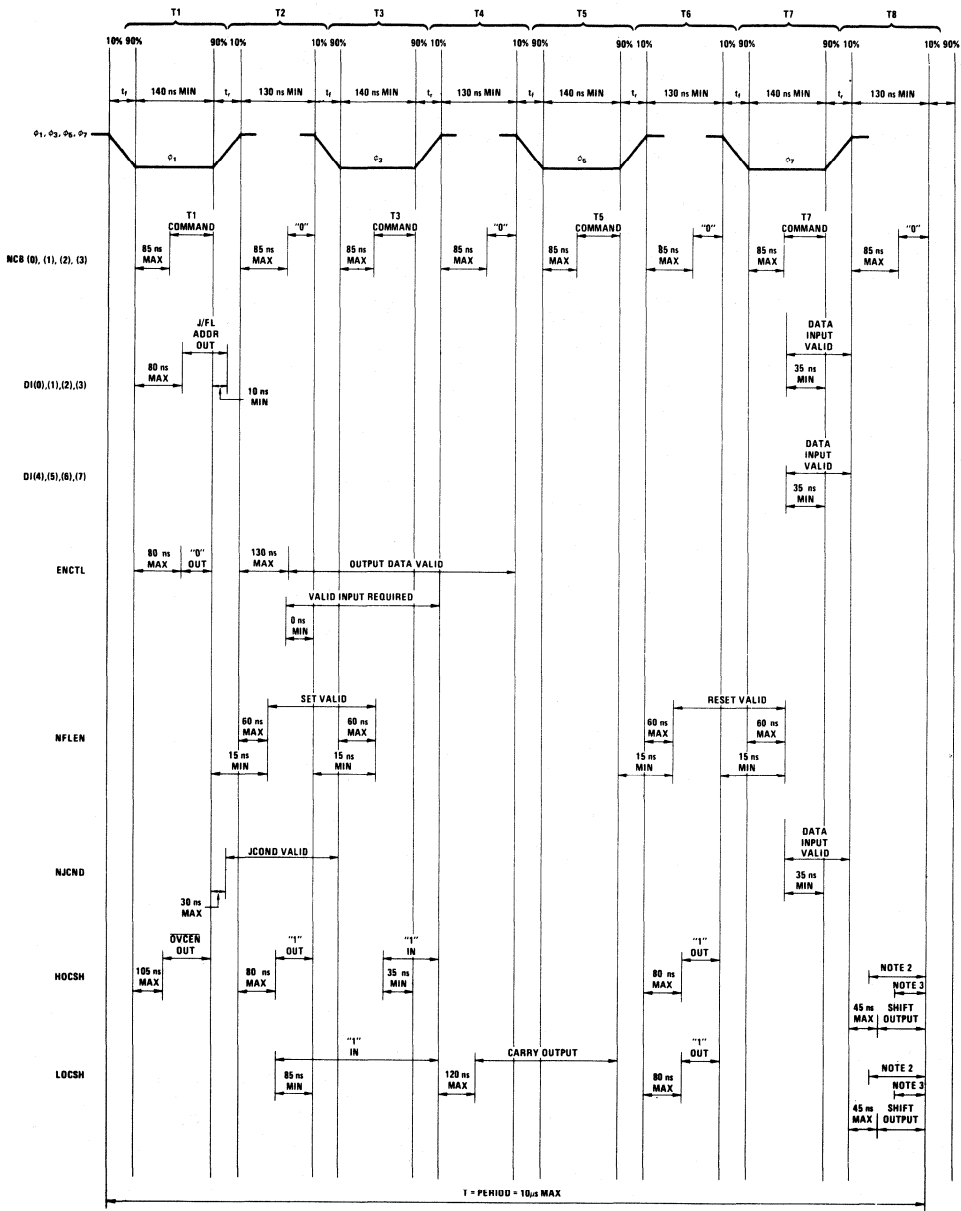 T1 T2 T3 T4 T5 T6 T7 T8
10% 90% 90% 10% 10% 90% 90% 10% 10% 90% 90% 10% 10% 90% 90% 10% 10% 90%
tf 140 ns MIN tr 130 ns MIN tf 140 ns MIN tr 130 ns MIN tf 140 ns MIN tr 130 ns MIN tf 140 ns MIN tr 130 ns MIN
ϕ1, ϕ3, ϕ5, ϕ7
ϕ1 ϕ3 ϕ5 ϕ7
T1 T3 T5 T7
COMMAND "0" COMMAND "0" COMMAND "0" COMMAND "0"
85 ns 85 ns 85 ns 85 ns 85 ns 85 ns 85 ns 85 ns
MAX MAX MAX MAX MAX MAX MAX MAX
NCB (0), (1), (2), (3)
J/FL DATA
ADDR INPUT
OUT VALID
80 ns 35 ns
MAX MIN
DI(0),(1),(2),(3)
10 ns
MIN
DATA
INPUT
VALID
DI(4),(5),(6),(7)
35 ns
MIN
80 ns "0" 130 ns
MAX OUT MAX OUTPUT DATA VALID
ENCTL
VALID INPUT REQUIRED
0 ns
MIN
SET VALID RESET VALID
60 ns 60 ns 60 ns 60 ns
MAX MAX MAX MAX
NFLEN
15 ns 15 ns 15 ns 15 ns
MIN MIN MIN MIN
DATA
INPUT
JCOND VALID VALID
NJCND
35 ns
MIN
30 ns
MAX
OVCEN "1" "1" "1"
OUT OUT IN OUT
105 ns 80 ns 35 ns 80 ns NOTE 2
MAX MAX MIN MAX NOTE 3
HOCSH
45 ns SHIFT
MAX OUTPUT
"1" "1"
IN CARRY OUTPUT OUT
LOCSH
85 ns 120 ns 80 ns NOTE 2
MIN MAX MAX NOTE 3
45 ns SHIFT
MAX OUTPUT
T = PERIOD = 10μs MAX